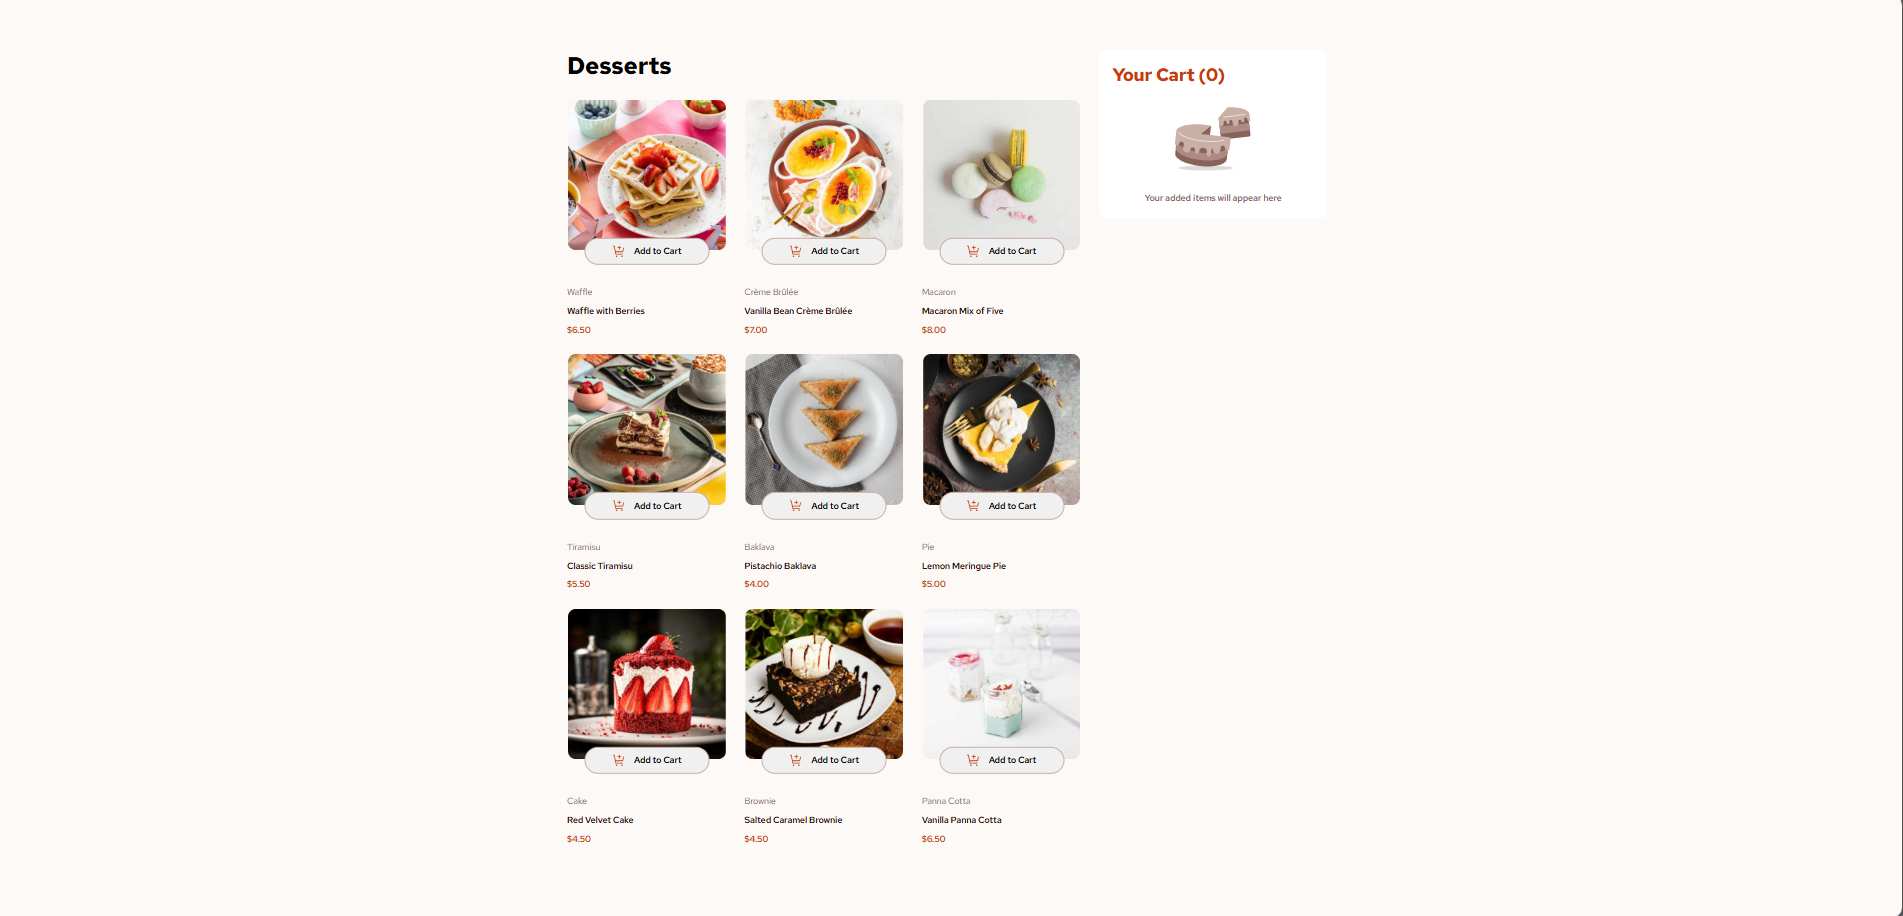 Desserts
Add to Cart
Waffle
Waffle with Berries
$6.50
Add to Cart
Crème Brûlée
Vanilla Bean Crème Brûlée
$7.00
Add to Cart
Macaron
Macaron Mix of Five
$8.00
Add to Cart
Tiramisu
Classic Tiramisu
$5.50
Add to Cart
Baklava
Pistachio Baklava
$4.00
Add to Cart
Pie
Lemon Meringue Pie
$5.00
Add to Cart
Cake
Red Velvet Cake
$4.50
Add to Cart
Brownie
Salted Caramel Brownie
$4.50
Add to Cart
Panna Cotta
Vanilla Panna Cotta
$6.50
Your Cart (0)
Your added items will appear here